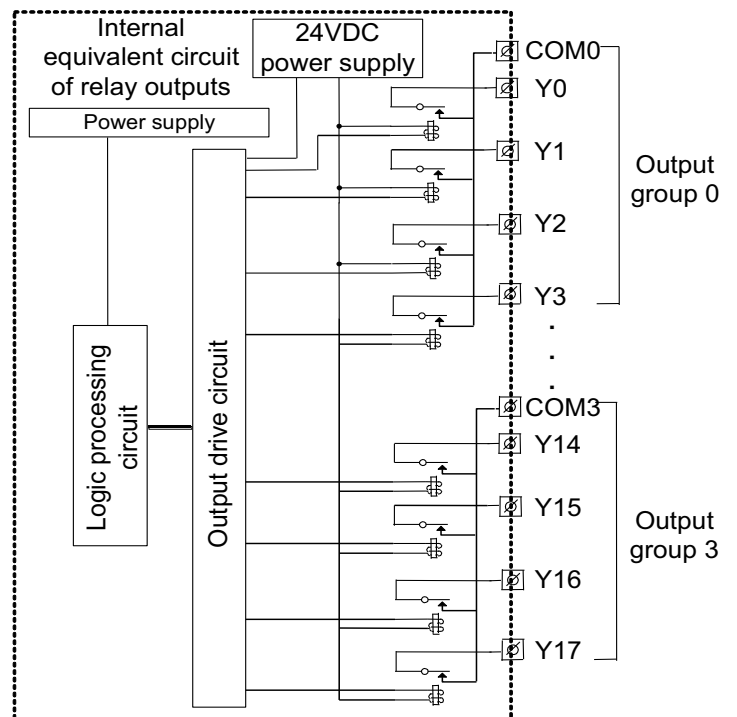 Internal
equivalent circuit
of relay outputs
Power supply
24VDC
power supply
Logic processing
circuit
Output drive circuit
COM0
Y0
Y1
Y2
Y3
Output
group 0
.
.
.
COM3
Y14
Y15
Y16
Y17
Output
group 3